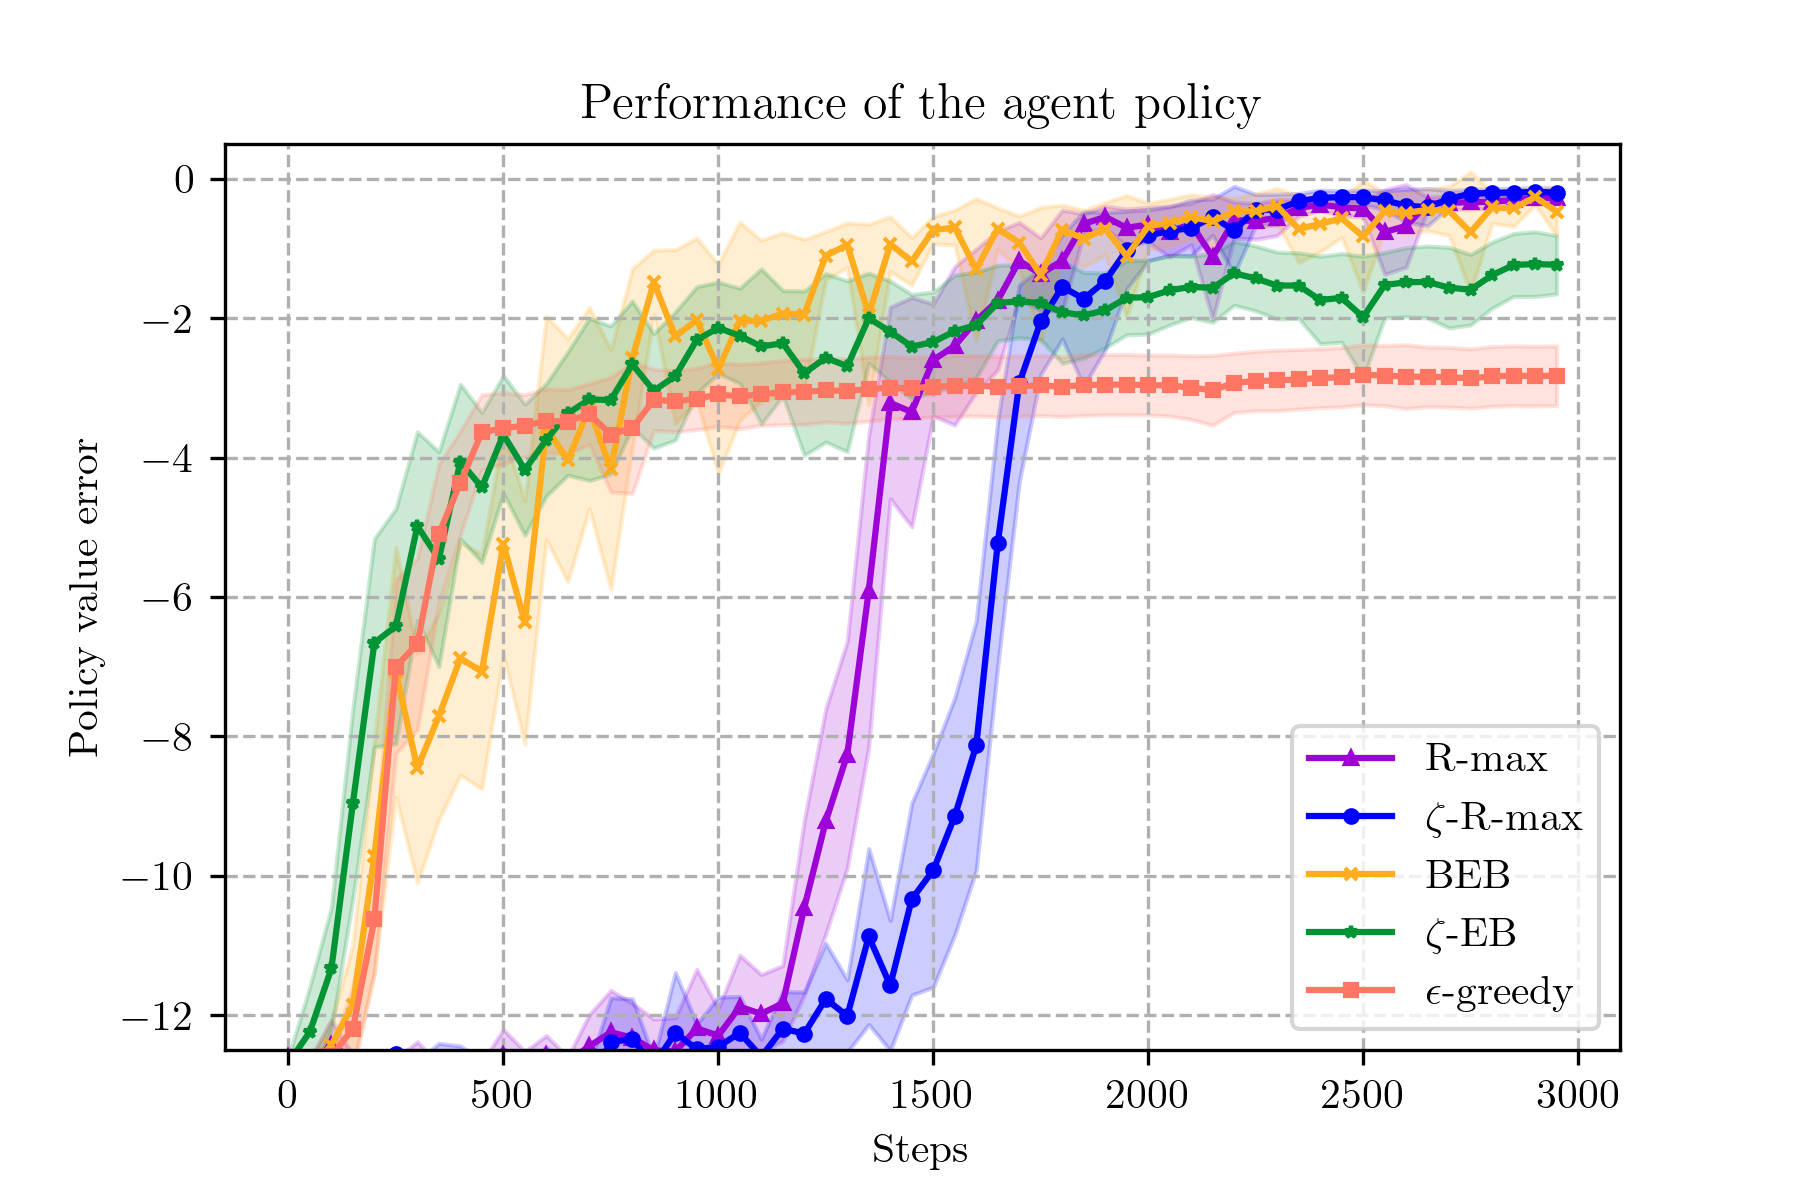 Performance of the agent policy
Policy value error
0
−2
−4
−6
−8
−10
−12
R-max
ζ-R-max
BEB
ζ-EB
ϵ-greedy
0 500 1000 1500 2000 2500 3000
Steps